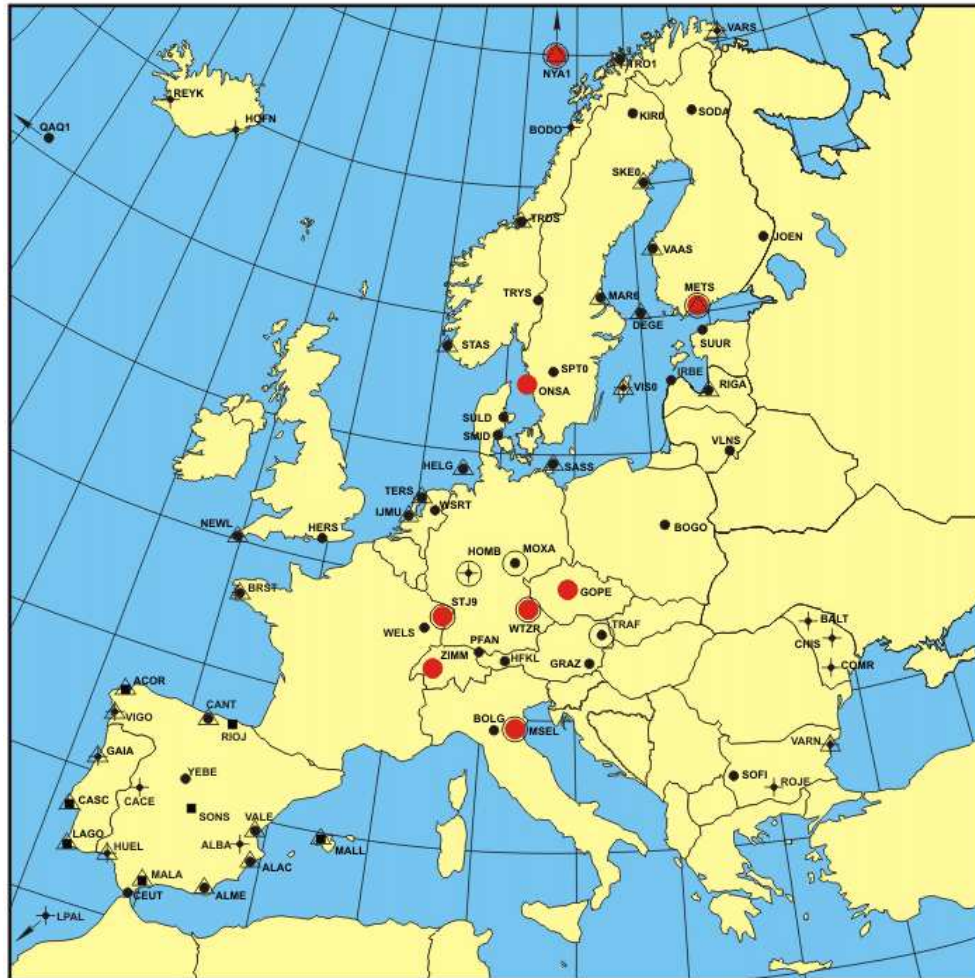 VARS
NYA1
TRO1
REYK
HOFN
QAQ1
BODO
KIR0
SODA
SKE0
TRDS
VAAS
JOEN
TRYS
MAR6
METS
DEGE
SUUR
STAS
SPT0
IRBE
ONSA
VIS0
RIGA
SULD
SMID
VLNS
HELG
SASS
TERS
WSRT
IJMU
NEWL
HERS
BOGO
HOMB
MOXA
BRST
GOPE
STJ9
WTZR
WELS
TRAF
BALT
PFAN
CHIS
ZIMM
HFKL
GRAZ
COMR
ACOR
VIGO
CANT
RIOJ
BOLG
MSEL
VARN
GAIA
YEBE
SOFI
ROJE
CACE
CASC
SONS
LAGO
VALE
HUEL
ALBA
MALL
ALAC
MALA
CEUT
ALME
LPAL